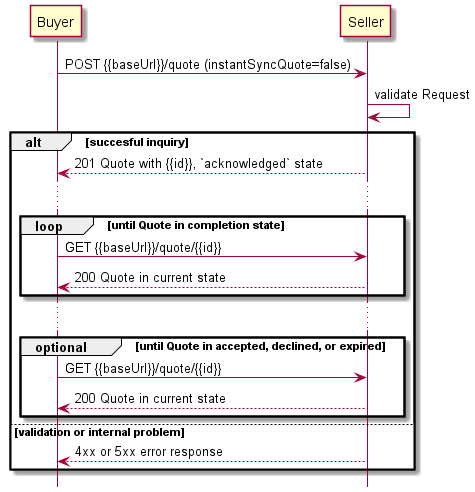 Buyer
Seller
POST {{baseUrl}}/quote (instantSyncQuote=false)
validate Request
alt
[succesful inquiry]
201 Quote with {{id}}, `acknowledged` state
loop
[until Quote in completion state]
GET {{baseUrl}}/quote/{{id}}
200 Quote in current state
optional
[until Quote in accepted, declined, or expired]
GET {{baseUrl}}/quote/{{id}}
200 Quote in current state
[validation or internal problem]
4xx or 5xx error response